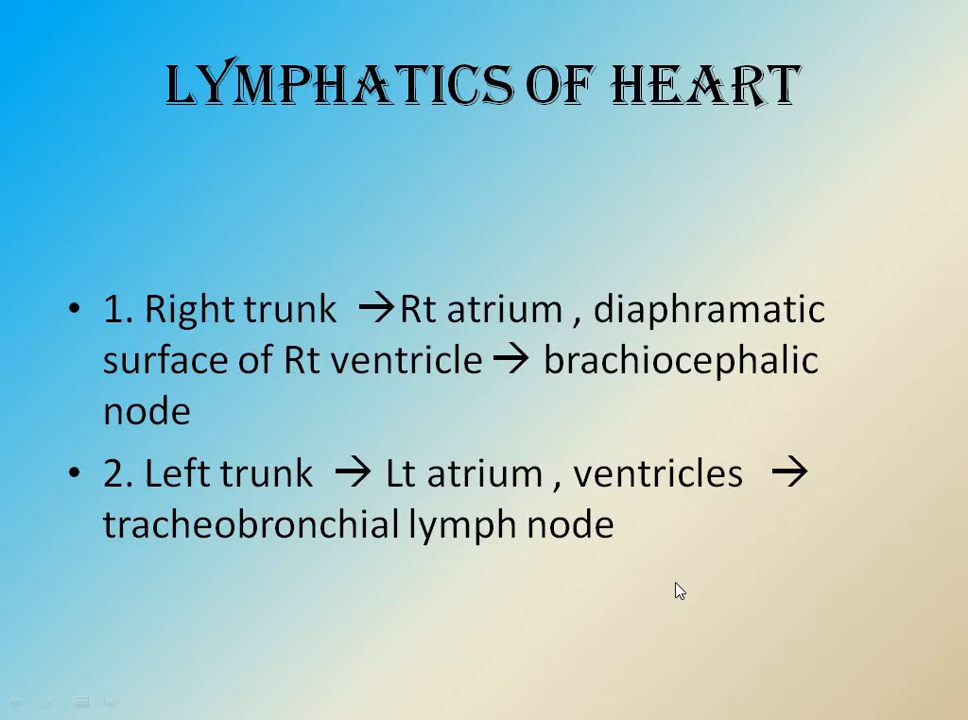 LYMPHATICS OF HEART
• 1. Right trunk →Rt atrium , diaphramatic
surface of Rt ventricle → brachiocephalic
node
• 2. Left trunk → Lt atrium , ventricles →
tracheobronchial lymph node